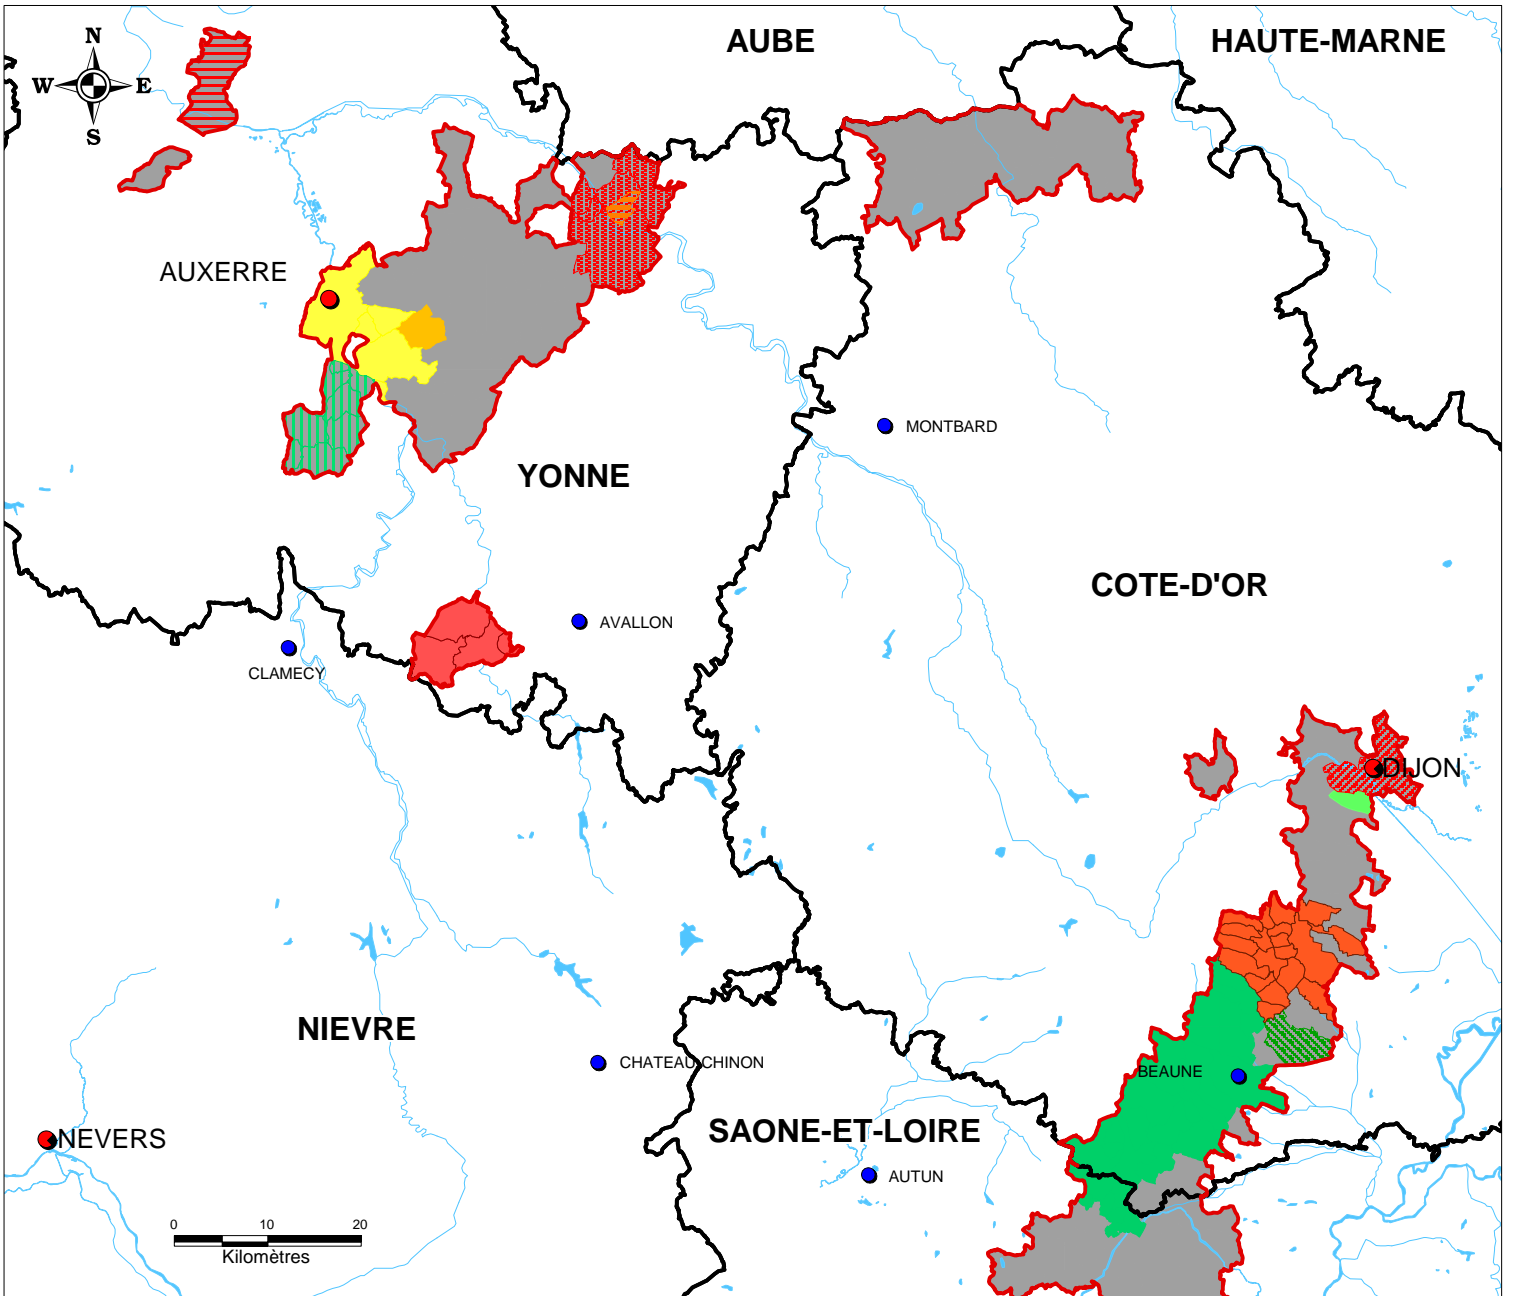 AUBE
HAUTE-MARNE
N
W E
S
AUXERRE
MONTBARD
YONNE
COTE-D'OR
AVALLON
CLAMECY
DIJON
NIEVRE
CHATEAU CHINON
BEAUNE
NEVERS
SAONE-ET-LOIRE
AUTUN
0 10 20
Kilomètres